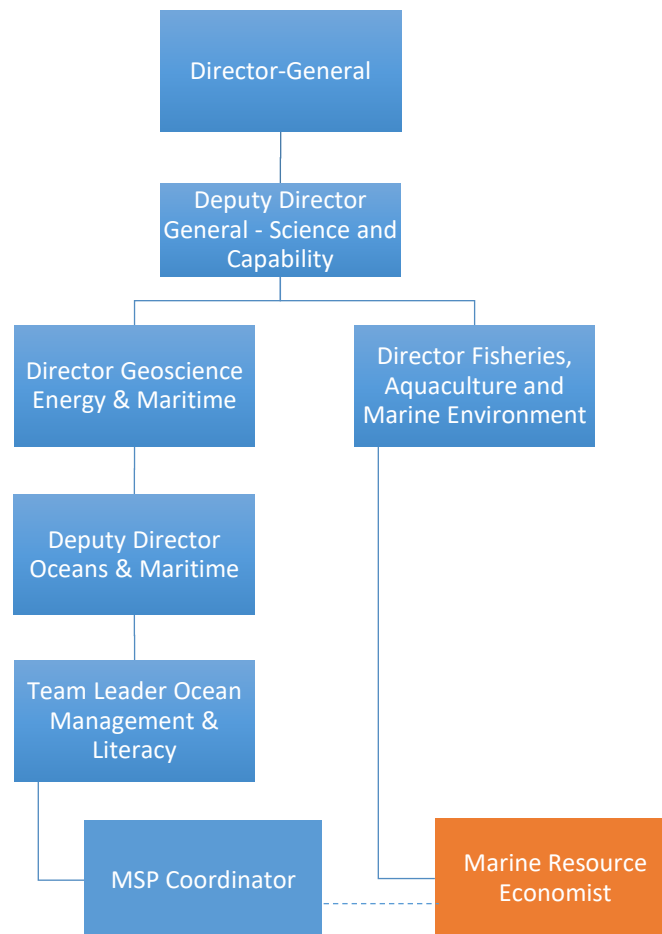 Director-General
Deputy Director
General - Science and
Capability
Director Geoscience
Energy & Maritime
Director Fisheries,
Aquaculture and
Marine Environment
Deputy Director
Oceans & Maritime
Team Leader Ocean
Management &
Literacy
MSP Coordinator
Marine Resource
Economist